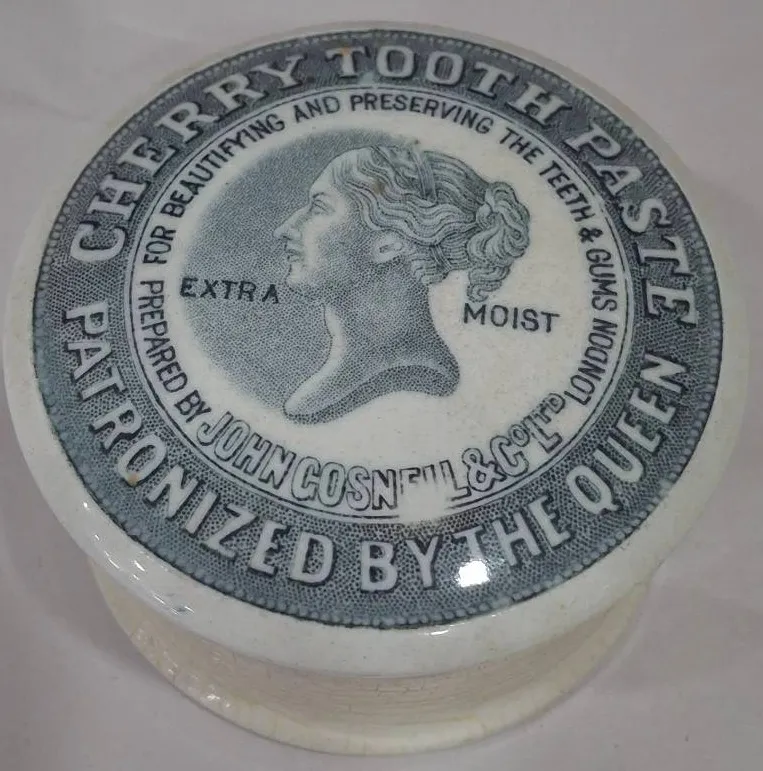 CHERRY TOOTH PASTE
PATRONIZED BY THE QUEEN
FOR BEAUTIFYING AND PRESERVING THE TEETH & GUMS
EXTRA MOIST
PREPARED BY JOHN GOSNELL & Co LTD LONDON